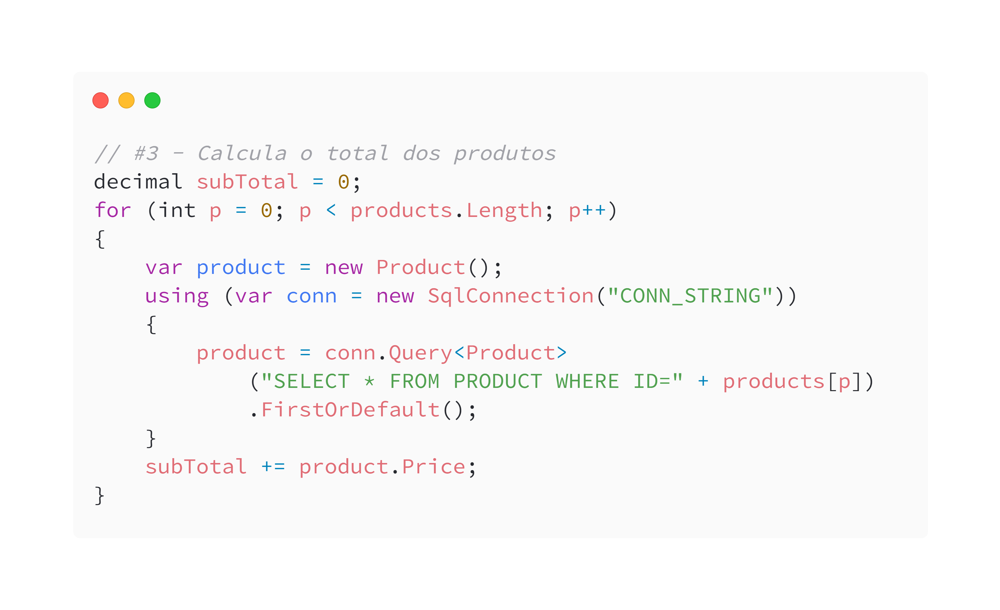 // #3 - Calcula o total dos produtos
decimal subTotal = 0;
for (int p = 0; p < products.Length; p++)
{
    var product = new Product();
    using (var conn = new SqlConnection("CONN_STRING"))
    {
        product = conn.Query<Product>
            ("SELECT * FROM PRODUCT WHERE ID=" + products[p])
            .FirstOrDefault();
    }
    subTotal += product.Price;
}